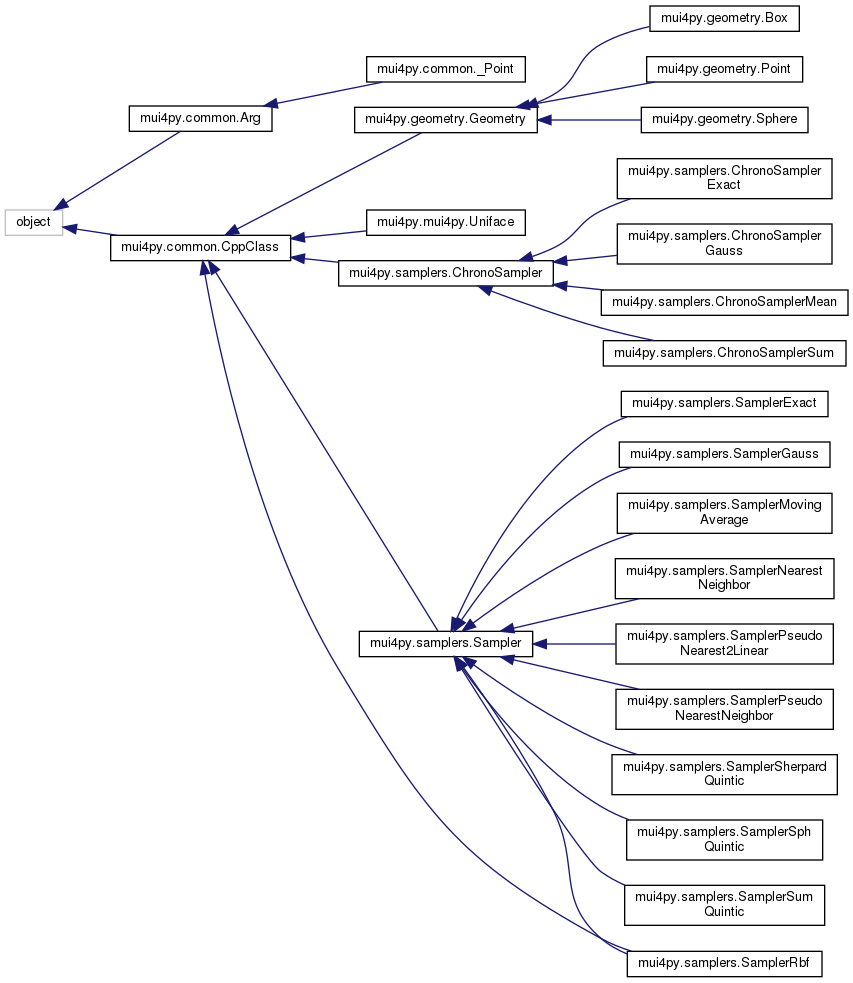 mui4py.geometry.Box
mui4py.common._Point
mui4py.geometry.Point
mui4py.common.Arg
mui4py.geometry.Geometry
mui4py.geometry.Sphere
mui4py.samplers.ChronoSampler
Exact
object
mui4py.mui4py.Uniface
mui4py.common.CppClass
mui4py.samplers.ChronoSampler
Gauss
mui4py.samplers.ChronoSampler
mui4py.samplers.ChronoSamplerMean
mui4py.samplers.ChronoSamplerSum
mui4py.samplers.SamplerExact
mui4py.samplers.SamplerGauss
mui4py.samplers.SamplerMoving
Average
mui4py.samplers.SamplerNearest
Neighbor
mui4py.samplers.Sampler
mui4py.samplers.SamplerPseudo
Nearest2Linear
mui4py.samplers.SamplerPseudo
NearestNeighbor
mui4py.samplers.SamplerSherpard
Quintic
mui4py.samplers.SamplerSph
Quintic
mui4py.samplers.SamplerSum
Quintic
mui4py.samplers.SamplerRbf